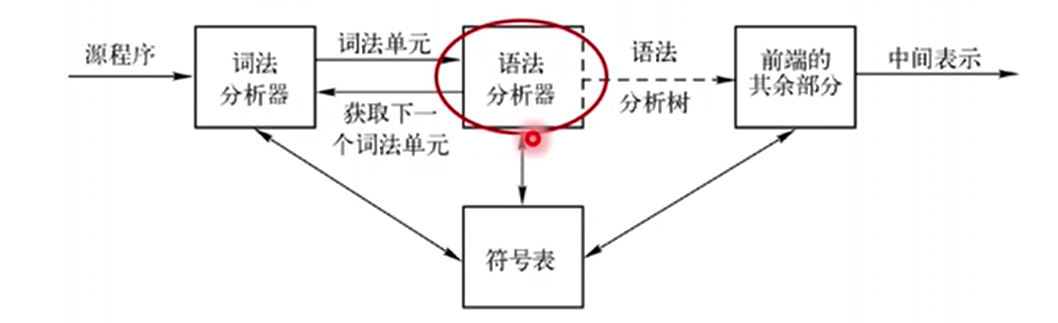 源程序
词法
分析器
词法单元
获取下一
个词法单元
语法
分析器
语法
分析树
前端的
其余部分
中间表示
符号表